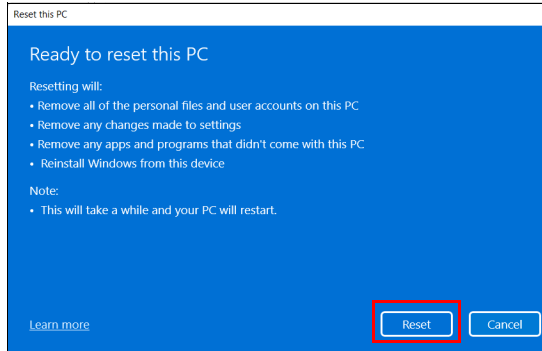 Reset this PC
Ready to reset this PC
Resetting will:
• Remove all of the personal files and user accounts on this PC
• Remove any changes made to settings
• Remove any apps and programs that didn't come with this PC
• Reinstall Windows from this device
Note:
• This will take a while and your PC will restart.
Learn more
Reset
Cancel